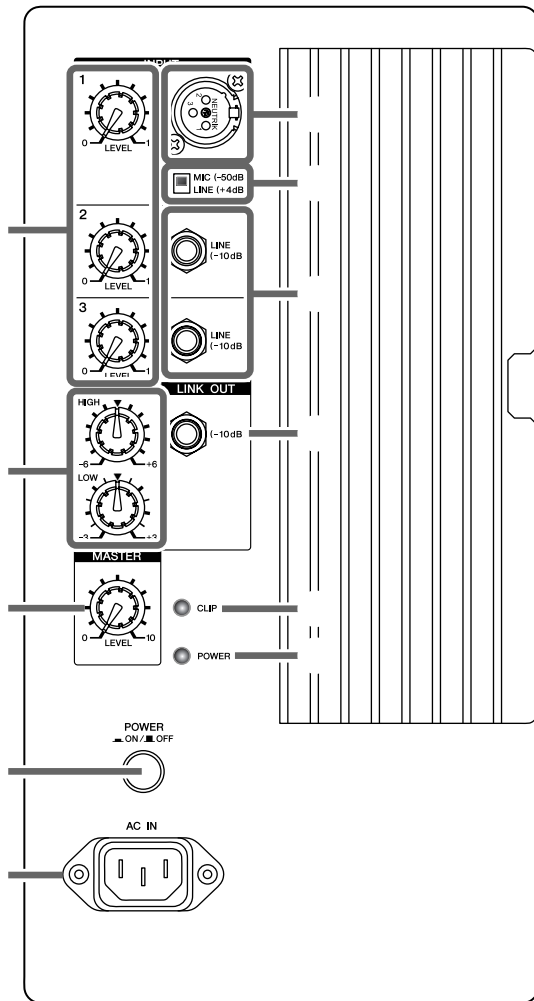 INPUT
1
0 LEVEL 1
NEUTRIK
1
2
3
MIC (-50dB
LINE (+4dB
2
0 LEVEL 1
LINE
(-10dB
3
0 LEVEL 1
LINE
(-10dB
LINK OUT
(-10dB
HIGH
-6 +6
LOW
-3 +3
MASTER
0 LEVEL 10
CLIP
POWER
POWER
ON / OFF
AC IN